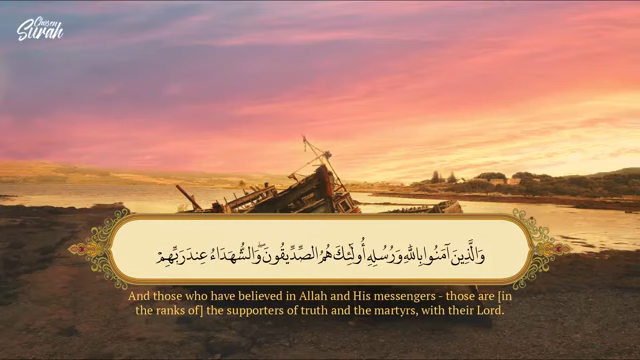 Chosen
Surah
وَالَّذِينَ آمَنُوا بِاللَّهِ وَرُسُلِهِ أُولَٰئِكَ هُمُ الصِّدِّيقُونَ ۖ وَالشُّهَدَاءُ عِندَ رَبِّهِمْ
And those who have believed in Allah and His messengers - those are [in
the ranks of] the supporters of truth and the martyrs, with their Lord.